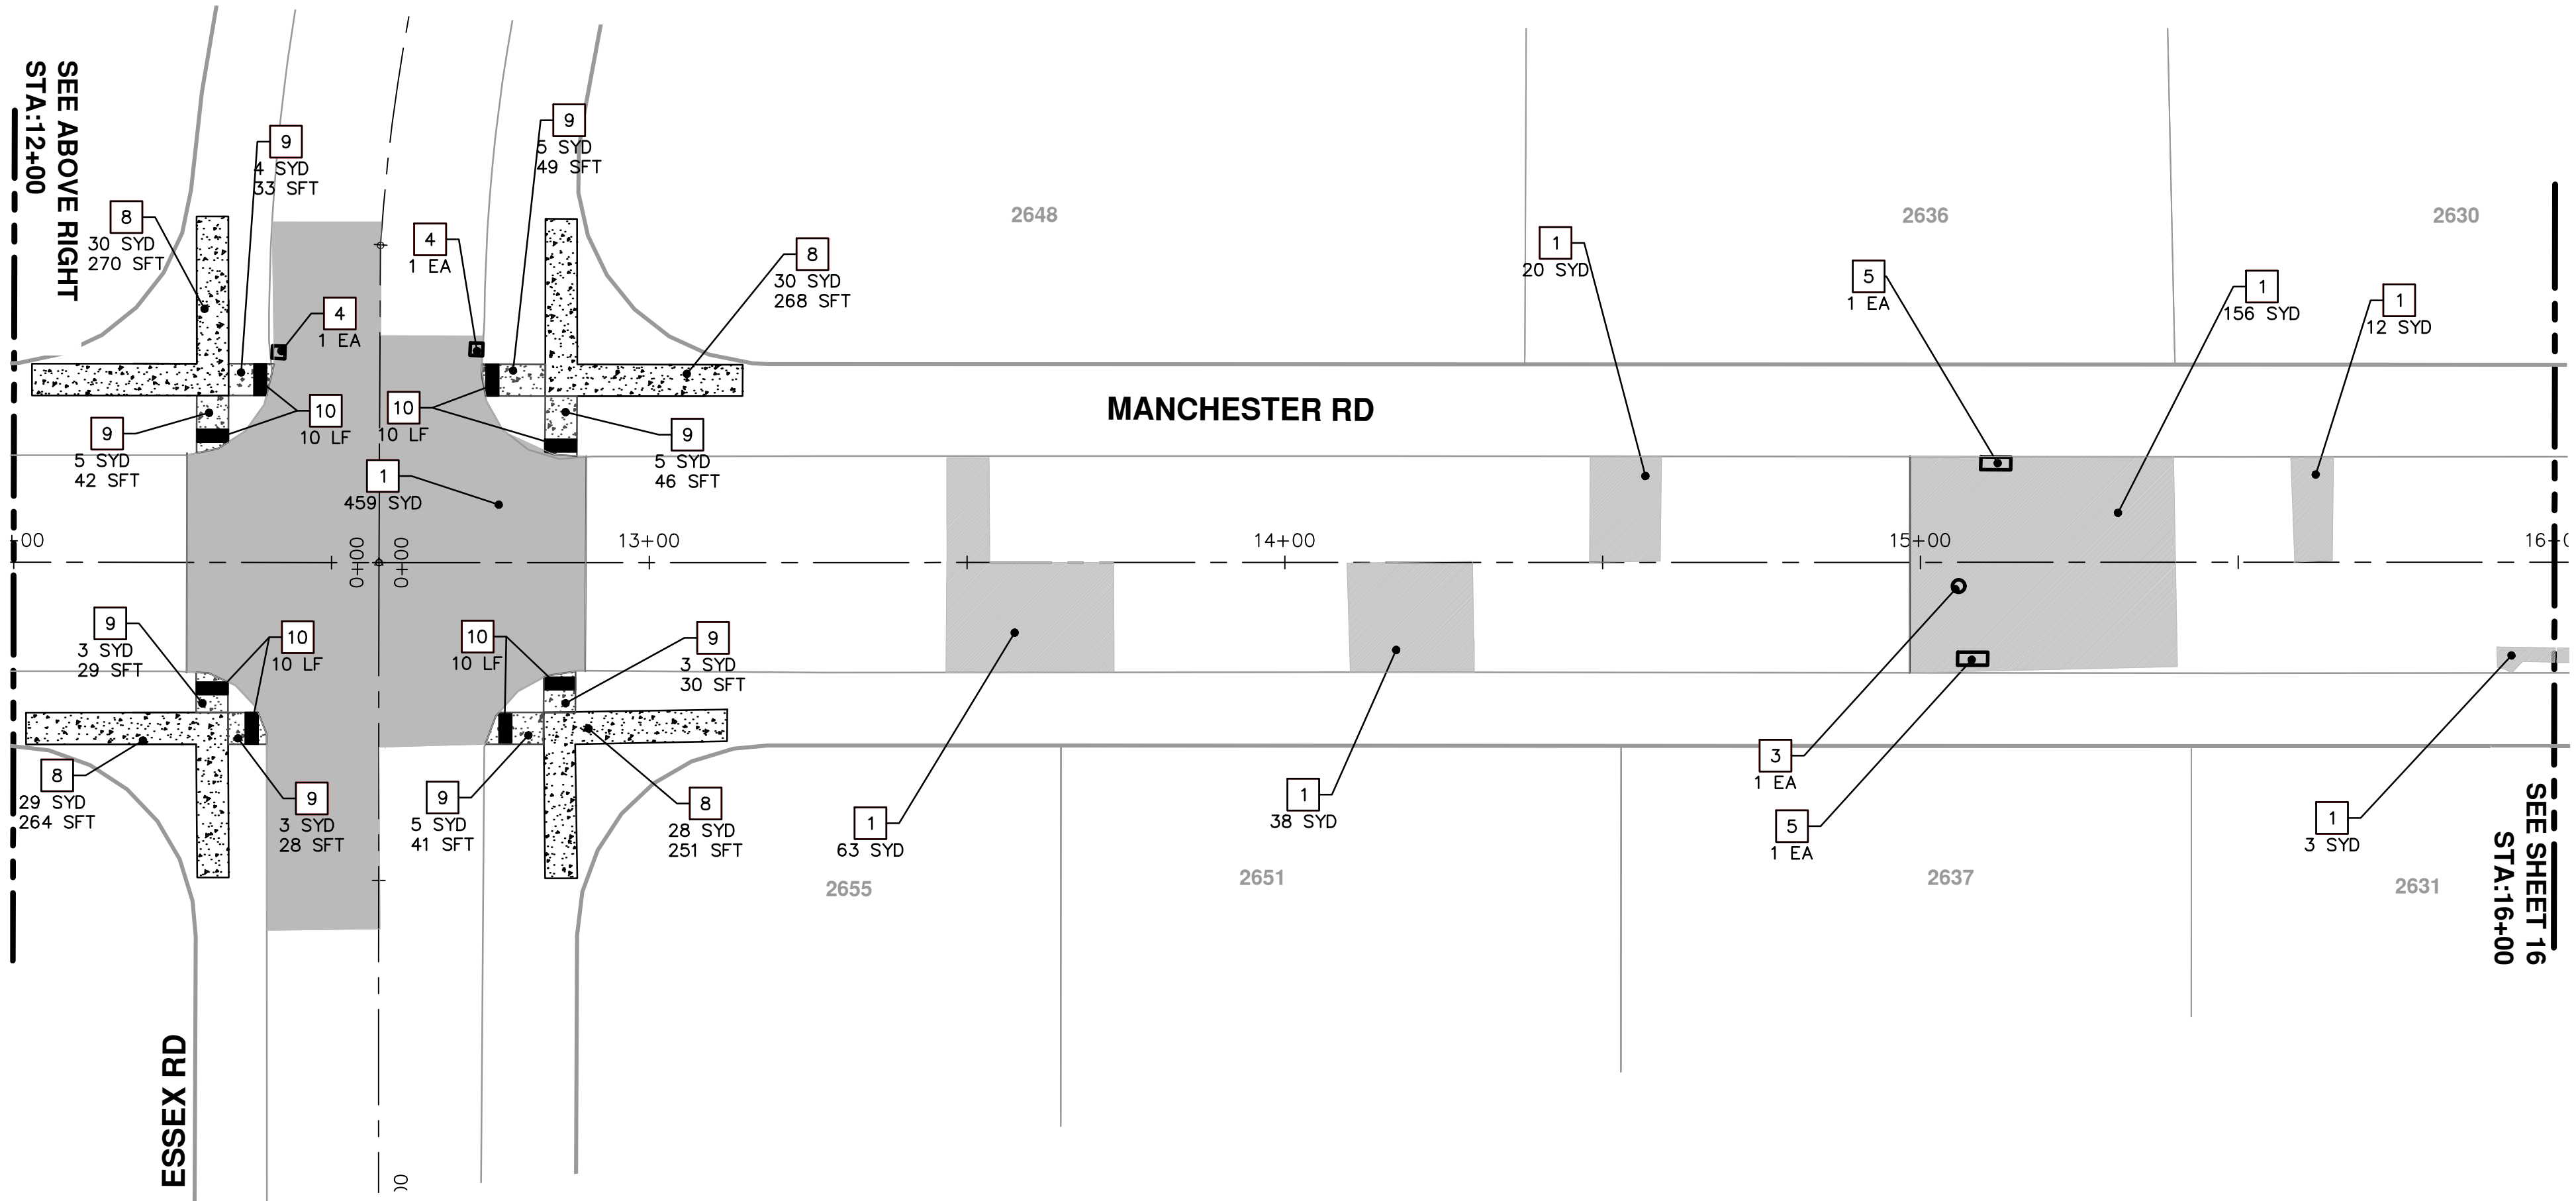 SEE ABOVE RIGHT
STA:12+00
9
4 SYD
33 SFT
9
5 SYD
49 SFT
8
30 SYD
270 SFT
4
1 EA
4
1 EA
8
30 SYD
268 SFT
2648
2636
2630
1
20 SYD
5
1 EA
1
156 SYD
1
12 SYD
MANCHESTER RD
9
5 SYD
42 SFT
10
10 LF
10
10 LF
9
5 SYD
46 SFT
1
459 SYD
+00
0+00
0+00
13+00
14+00
15+00
16+0
9
3 SYD
29 SFT
10
10 LF
10
10 LF
9
3 SYD
30 SFT
8
29 SYD
264 SFT
9
3 SYD
28 SFT
9
5 SYD
41 SFT
8
28 SYD
251 SFT
1
63 SYD
1
38 SYD
3
1 EA
5
1 EA
1
3 SYD
2655
2651
2637
2631
SEE SHEET 16
STA:16+00
ESSEX RD
00